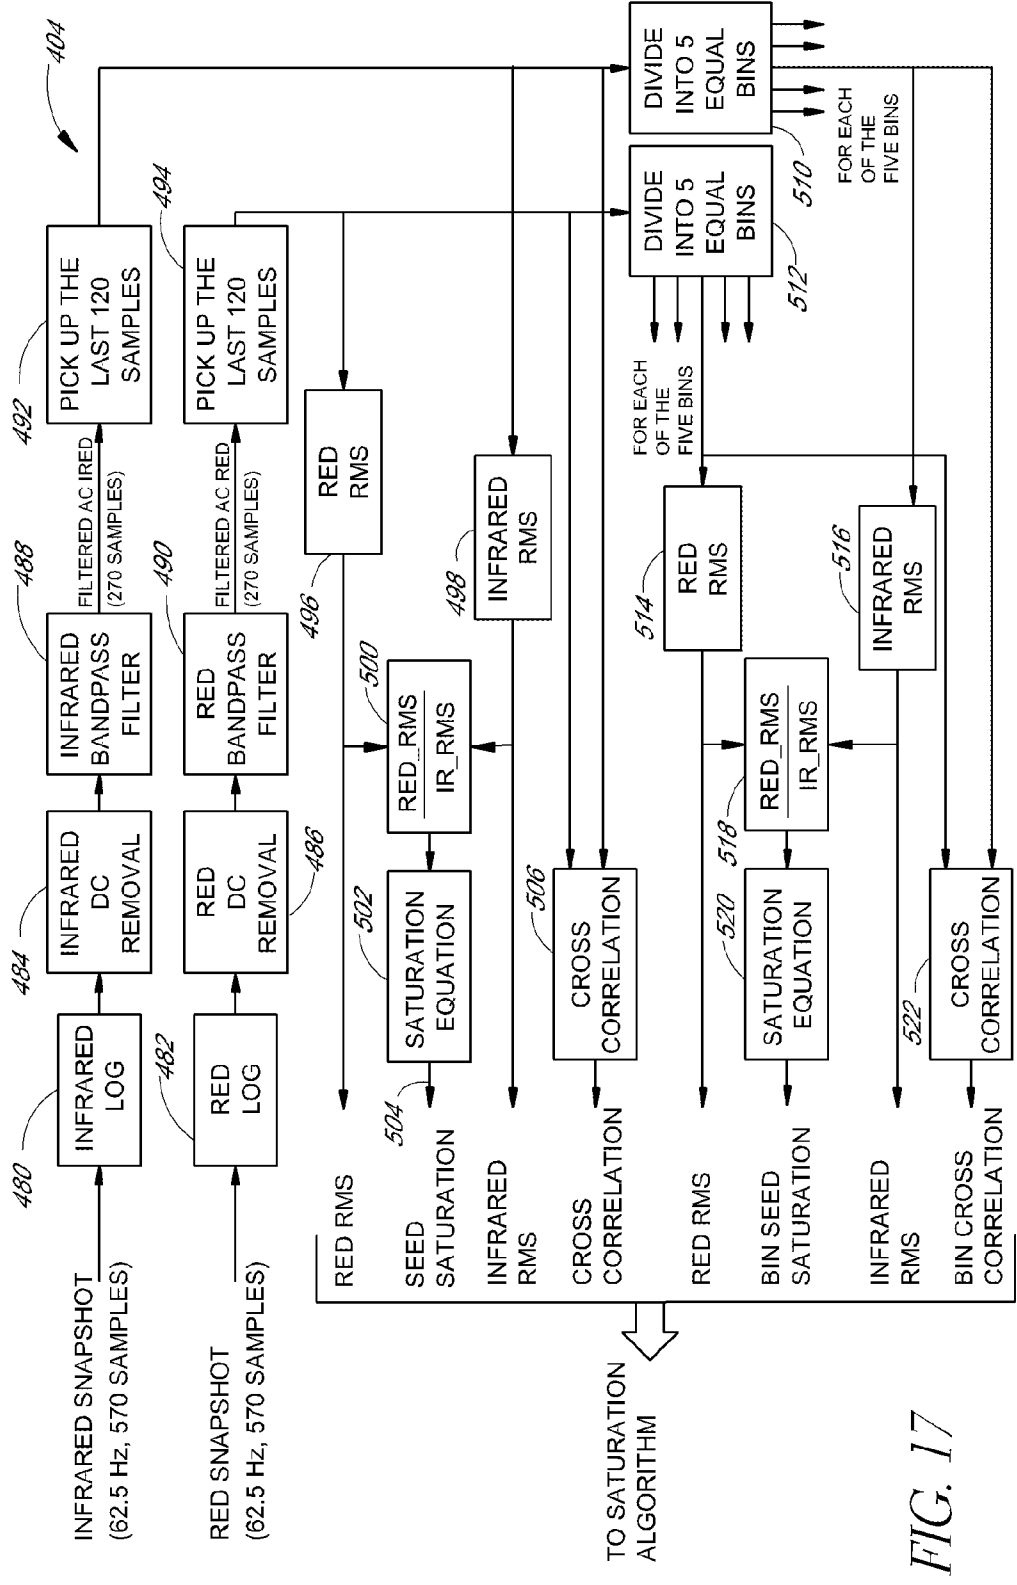 INFRARED SNAPSHOT
(62.5 Hz, 570 SAMPLES)
480
INFRARED
LOG
484
INFRARED
DC
REMOVAL
488
INFRARED
BANDPASS
FILTER
FILTERED AC IRED
(270 SAMPLES)
492
PICK UP THE
LAST 120
SAMPLES
404
RED SNAPSHOT
(62.5 Hz, 570 SAMPLES)
482
RED
LOG
RED
DC
REMOVAL
486
490
RED
BANDPASS
FILTER
FILTERED AC RED
(270 SAMPLES)
494
PICK UP THE
LAST 120
SAMPLES
RED RMS
496
RED
RMS
SEED
SATURATION
504
502
SATURATION
EQUATION
500
RED_RMS
IR_RMS
INFRARED
RMS
498
INFRARED
RMS
CROSS
CORRELATION
506
CROSS
CORRELATION
DIVIDE
INTO 5
EQUAL
BINS
512
DIVIDE
INTO 5
EQUAL
BINS
510
FOR EACH
OF THE
FIVE BINS
FOR EACH
OF THE
FIVE BINS
RED RMS
514
RED
RMS
BIN SEED
SATURATION
520
SATURATION
EQUATION
518
RED_RMS
IR_RMS
INFRARED
RMS
516
INFRARED
RMS
BIN CROSS
CORRELATION
522
CROSS
CORRELATION
TO SATURATION
ALGORITHM
FIG. 17